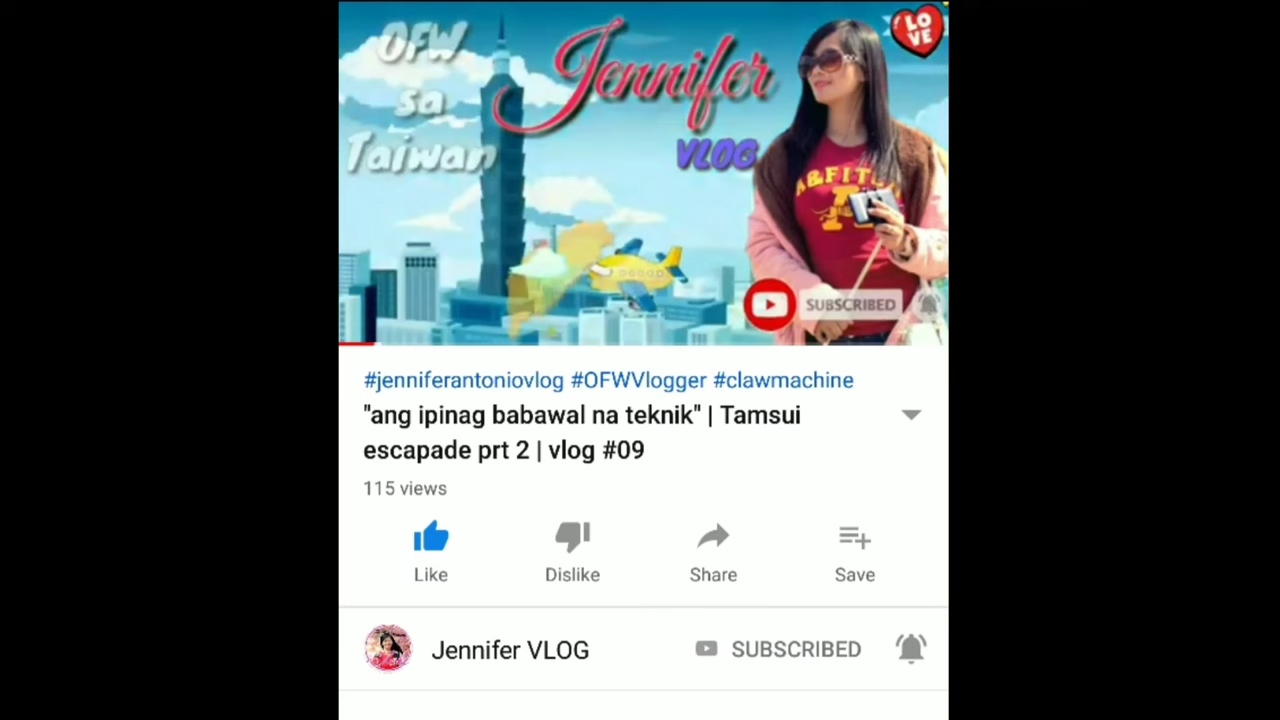 OFW
sa
Taiwan
Jennifer
VLOG
LO
VE
A&FITCH
SUBSCRIBED
#jenniferantoniovlog #OFWVlogger #clawmachine
"ang ipinag babawal na teknik" | Tamsui
escapade prt 2 | vlog #09
115 views
Like
Dislike
Share
Save
Jennifer VLOG
SUBSCRIBED